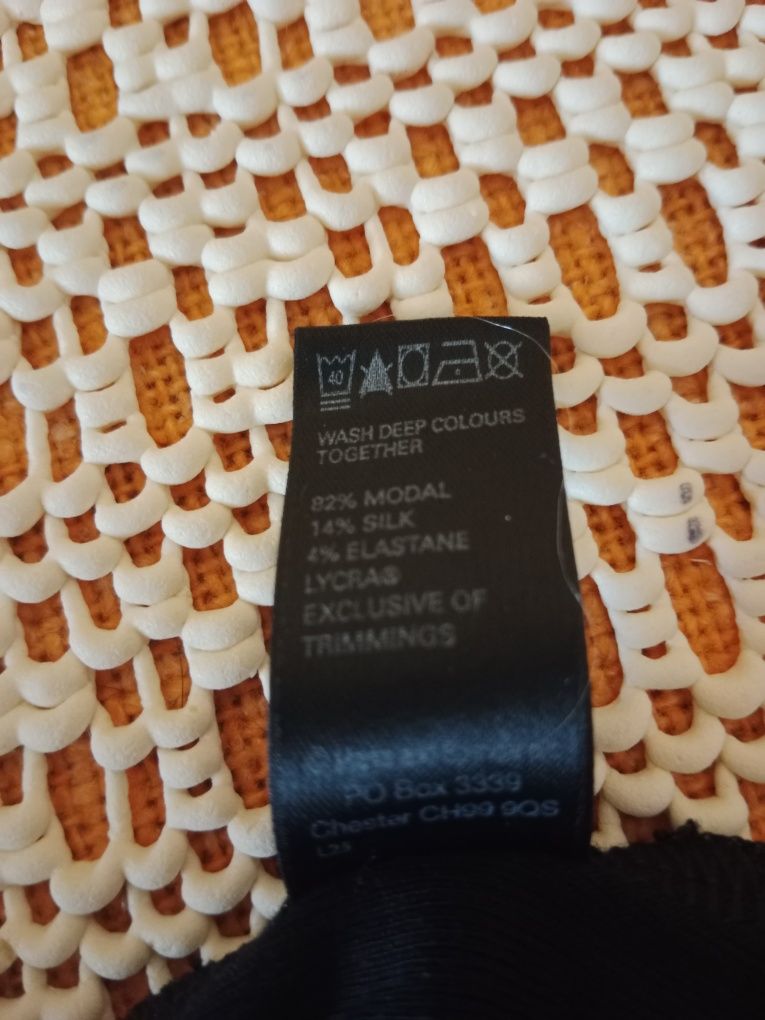 40
WASH DEEP COLOURS
TOGETHER
82% MODAL
14% SILK
4% ELASTANE
LYCRA®
EXCLUSIVE OF
TRIMMINGS
PO Box 3339
Chester CH99 9QS